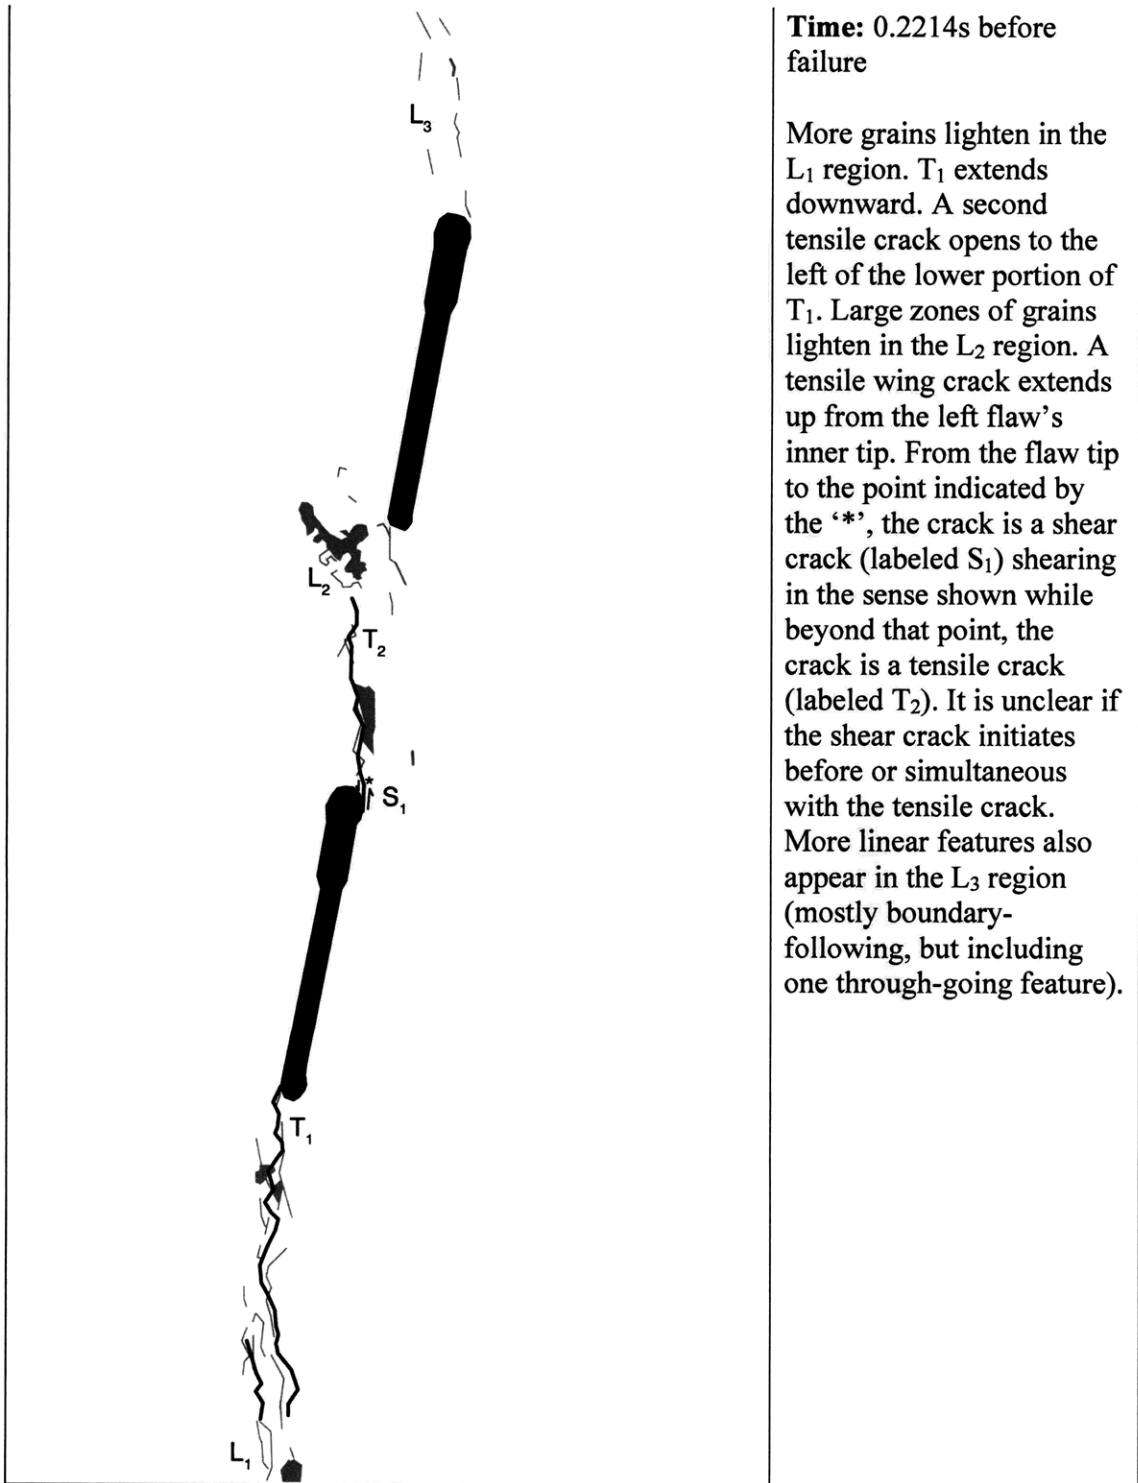 L₃
L₂
T₂
*
S₁
T₁
L₁
Time: 0.2214s before
failure
More grains lighten in the
L₁ region. T₁ extends
downward. A second
tensile crack opens to the
left of the lower portion of
T₁. Large zones of grains
lighten in the L₂ region. A
tensile wing crack extends
up from the left flaw’s
inner tip. From the flaw tip
to the point indicated by
the ‘*’, the crack is a shear
crack (labeled S₁) shearing
in the sense shown while
beyond that point, the
crack is a tensile crack
(labeled T₂). It is unclear if
the shear crack initiates
before or simultaneous
with the tensile crack.
More linear features also
appear in the L₃ region
(mostly boundary-
following, but including
one through-going feature).